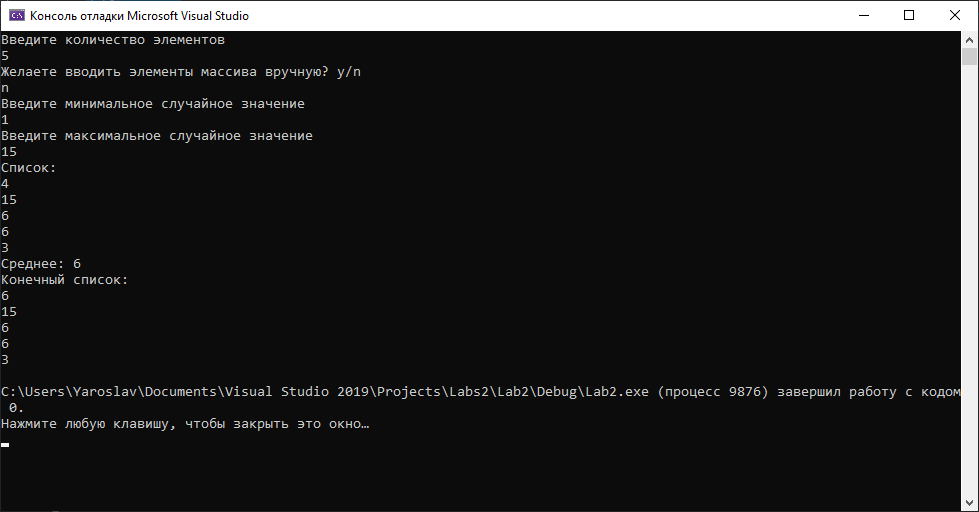 Консоль отладки Microsoft Visual Studio
Введите количество элементов
5
Желаете вводить элементы массива вручную? y/n
n
Введите минимальное случайное значение
1
Введите максимальное случайное значение
15
Список:
4
15
6
6
3
Среднее: 6
Конечный список:
6
15
6
6
3
C:\Users\Yaroslav\Documents\Visual Studio 2019\Projects\Labs2\Lab2\Debug\Lab2.exe (процесс 9876) завершил работу с кодом
0.
Нажмите любую клавишу, чтобы закрыть это окно…